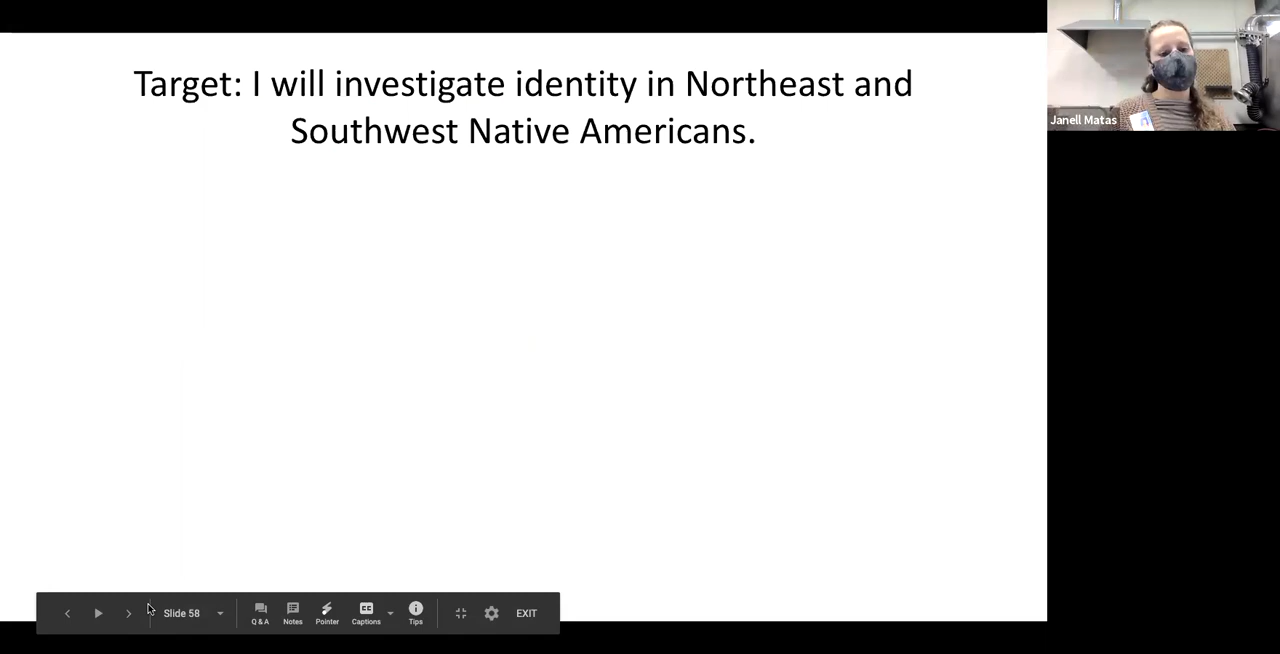 Target: I will investigate identity in Northeast and
Southwest Native Americans.
Janell Matas
Slide 58
Q & A
Notes
Pointer
CC
Captions
Tips
EXIT